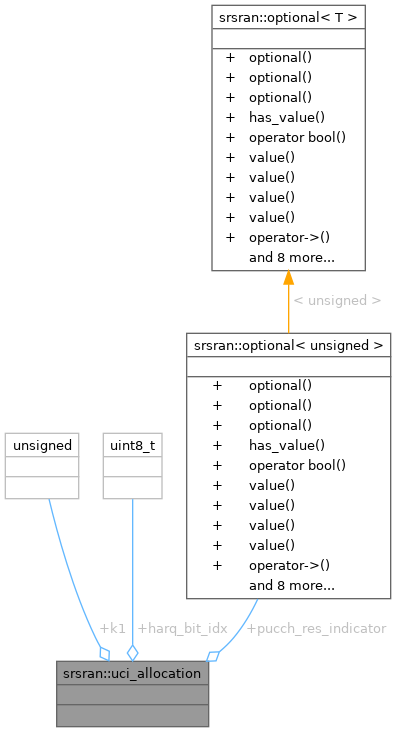 srsran::optional< T >
+ optional()
+ optional()
+ optional()
+ has_value()
+ operator bool()
+ value()
+ value()
+ value()
+ value()
+ operator->()
and 8 more...
< unsigned >
srsran::optional< unsigned >
+ optional()
+ optional()
+ optional()
+ has_value()
+ operator bool()
+ value()
+ value()
+ value()
+ value()
+ operator->()
and 8 more...
unsigned
uint8_t
+k1
+harq_bit_idx
+pucch_res_indicator
srsran::uci_allocation